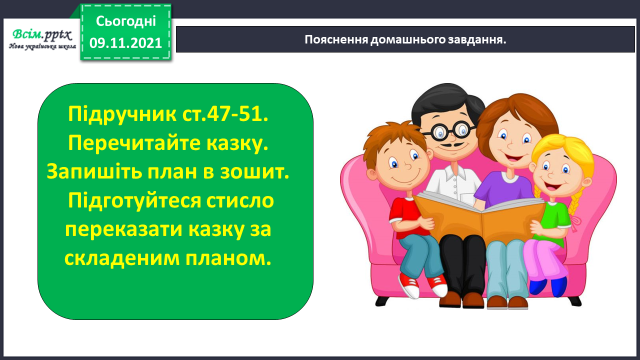 Всім.pptx
Нова українська школа
Сьогодні
09.11.2021
Пояснення домашнього завдання.
Підручник ст.47-51.
Перечитайте казку.
Запишіть план в зошит.
Підготуйтеся стисло
переказати казку за
складеним планом.